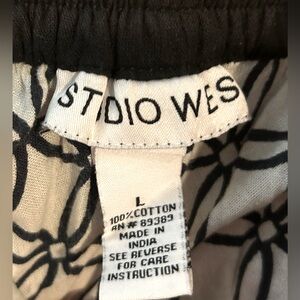 STUDIO WES
L
100% COTTON
RN# 89389
MADE IN
INDIA
SEE REVERSE
FOR CARE
INSTRUCTION